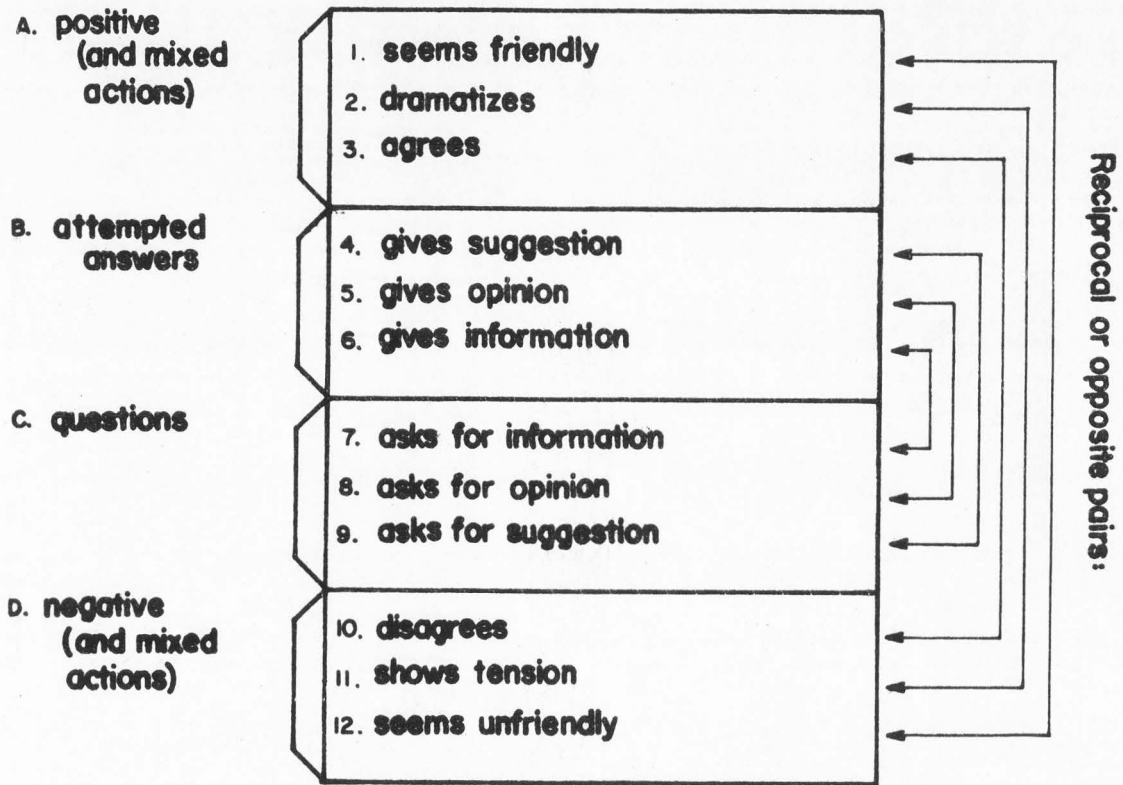 A. positive
(and mixed
actions)
1. seems friendly
2. dramatizes
3. agrees
B. attempted
answers
4. gives suggestion
5. gives opinion
6. gives information
C. questions
7. asks for information
8. asks for opinion
9. asks for suggestion
D. negative
(and mixed
actions)
10. disagrees
11. shows tension
12. seems unfriendly
Reciprocal or opposite pairs: